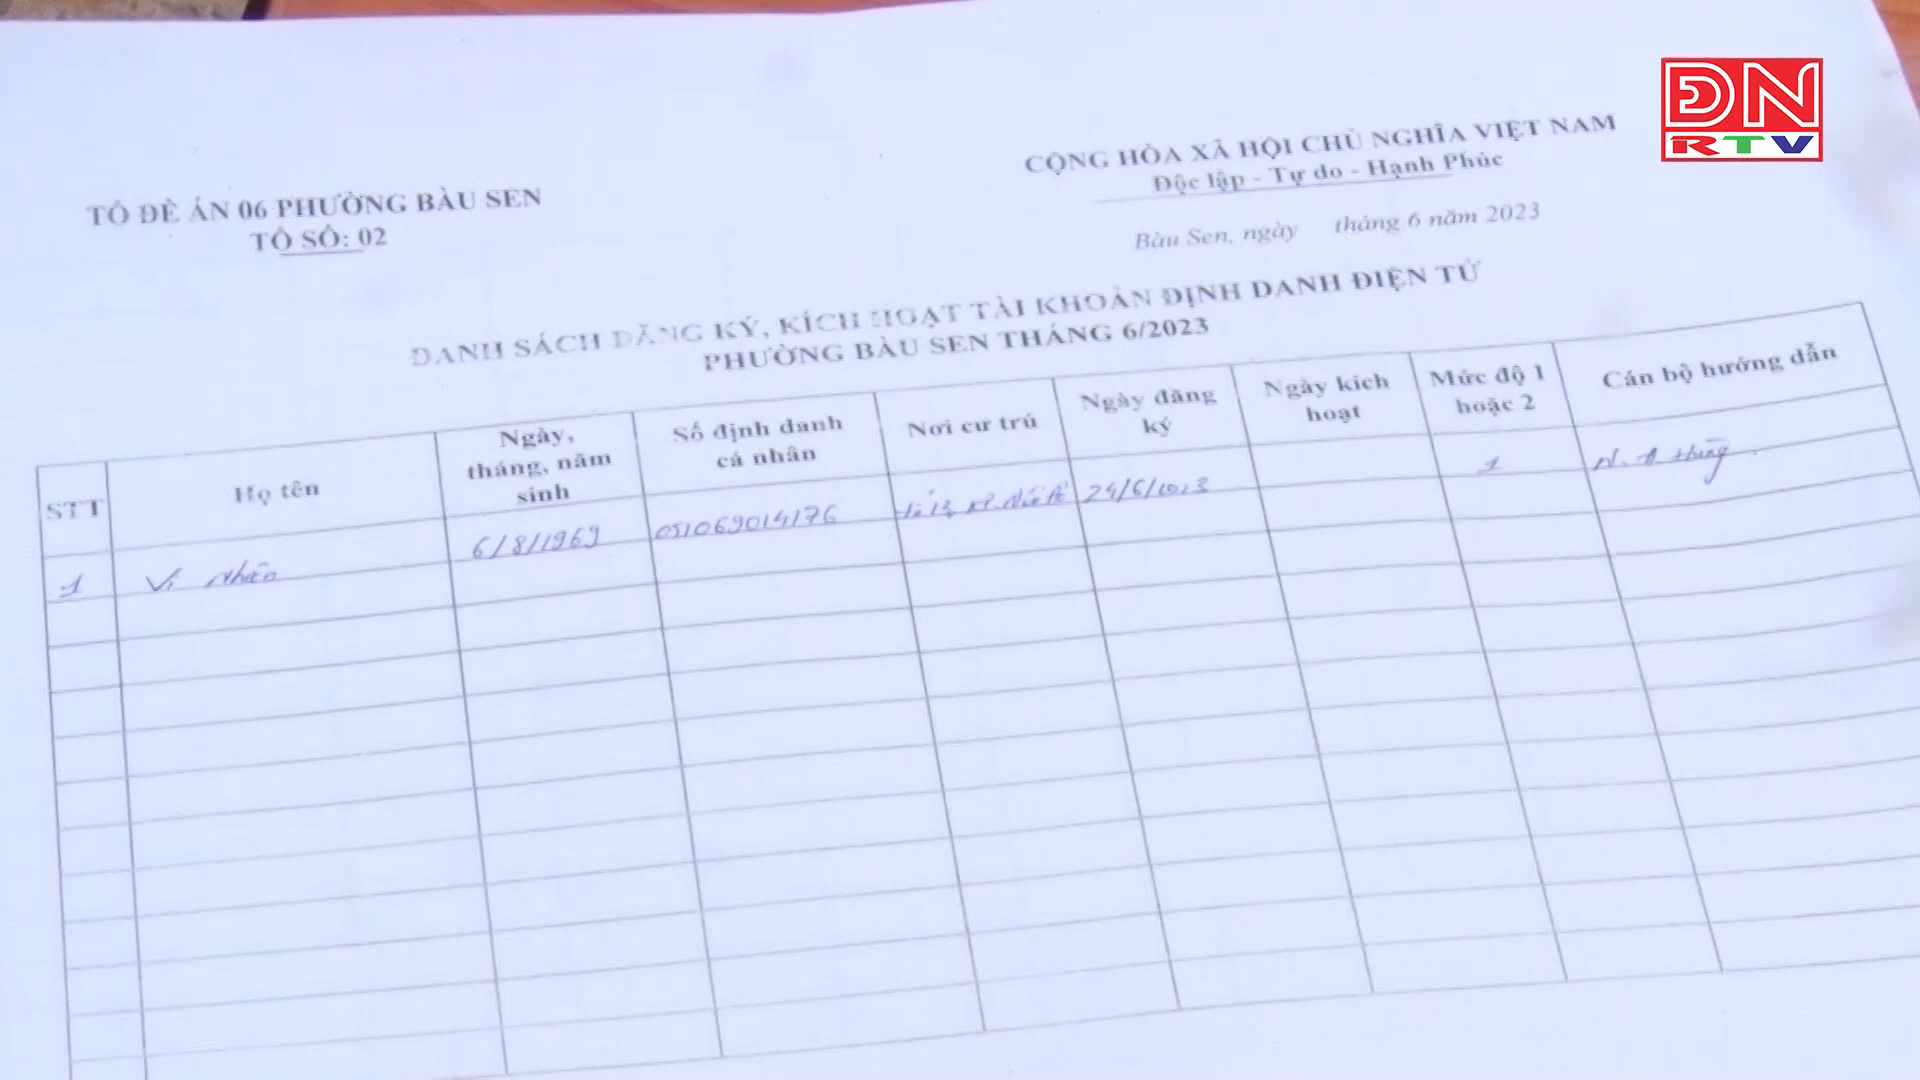 ĐN
RTV
CỘNG HÒA XÃ HỘI CHỦ NGHĨA VIỆT NAM
Độc lập - Tự do - Hạnh Phúc
TỔ ĐỀ ÁN 06 PHƯỜNG BÀU SEN
TỔ SỐ: 02
Bàu Sen, ngày tháng 6 năm 2023
DANH SÁCH ĐĂNG KÝ, KÍCH HOẠT TÀI KHOẢN ĐỊNH DANH ĐIỆN TỬ
PHƯỜNG BÀU SEN THÁNG 6/2023
STT Họ tên Ngày, tháng, năm sinh Số định danh cá nhân Nơi cư trú Ngày đăng ký Ngày kích hoạt Mức độ 1 hoặc 2 Cán bộ hướng dẫn
1 6/8/1969 051069014176 24/6/2023 1